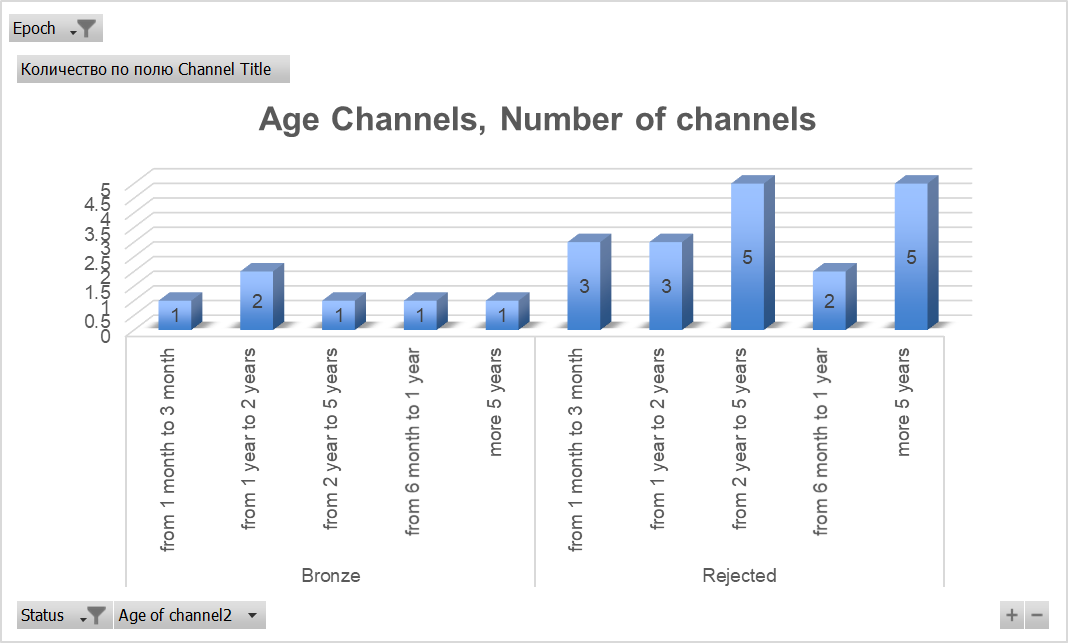 Epoch
Количество по полю Channel Title
Age Channels, Number of channels
5
4.5
4
3.5
3
2.5
2
1.5
1
0.5
0
1
2
1
1
1
3
3
5
2
5
from 1 month to 3 month
from 1 year to 2 years
from 2 year to 5 years
from 6 month to 1 year
more 5 years
from 1 month to 3 month
from 1 year to 2 years
from 2 year to 5 years
from 6 month to 1 year
more 5 years
Bronze
Rejected
Status
Age of channel2